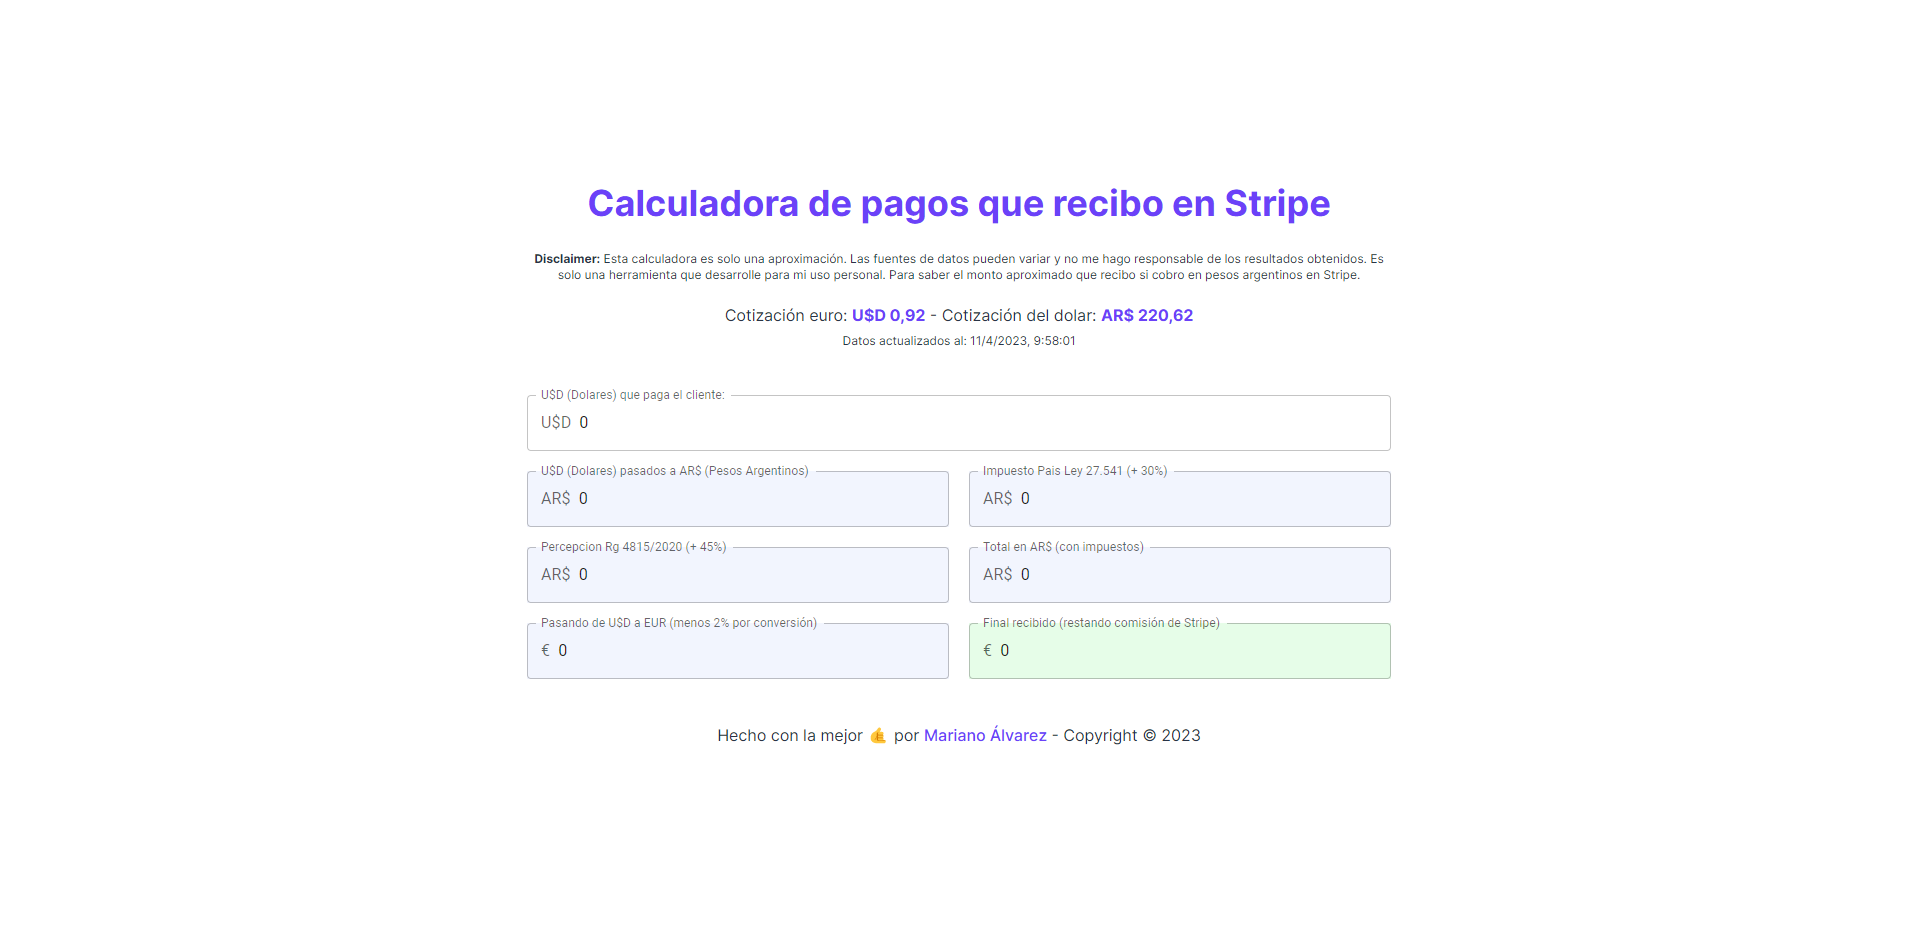 Calculadora de pagos que recibo en Stripe
Disclaimer: Esta calculadora es solo una aproximación. Las fuentes de datos pueden variar y no me hago responsable de los resultados obtenidos. Es
solo una herramienta que desarrolle para mi uso personal. Para saber el monto aproximado que recibo si cobro en pesos argentinos en Stripe.
Cotización euro: U$D 0,92 - Cotización del dolar: AR$ 220,62
Datos actualizados al: 11/4/2023, 9:58:01
U$D (Dolares) que paga el cliente:
U$D 0
U$D (Dolares) pasados a AR$ (Pesos Argentinos)
AR$ 0
Impuesto Pais Ley 27.541 (+ 30%)
AR$ 0
Percepcion Rg 4815/2020 (+ 45%)
AR$ 0
Total en AR$ (con impuestos)
AR$ 0
Pasando de U$D a EUR (menos 2% por conversión)
€ 0
Final recibido (restando comisión de Stripe)
€ 0
Hecho con la mejor 🤙 por Mariano Álvarez - Copyright © 2023